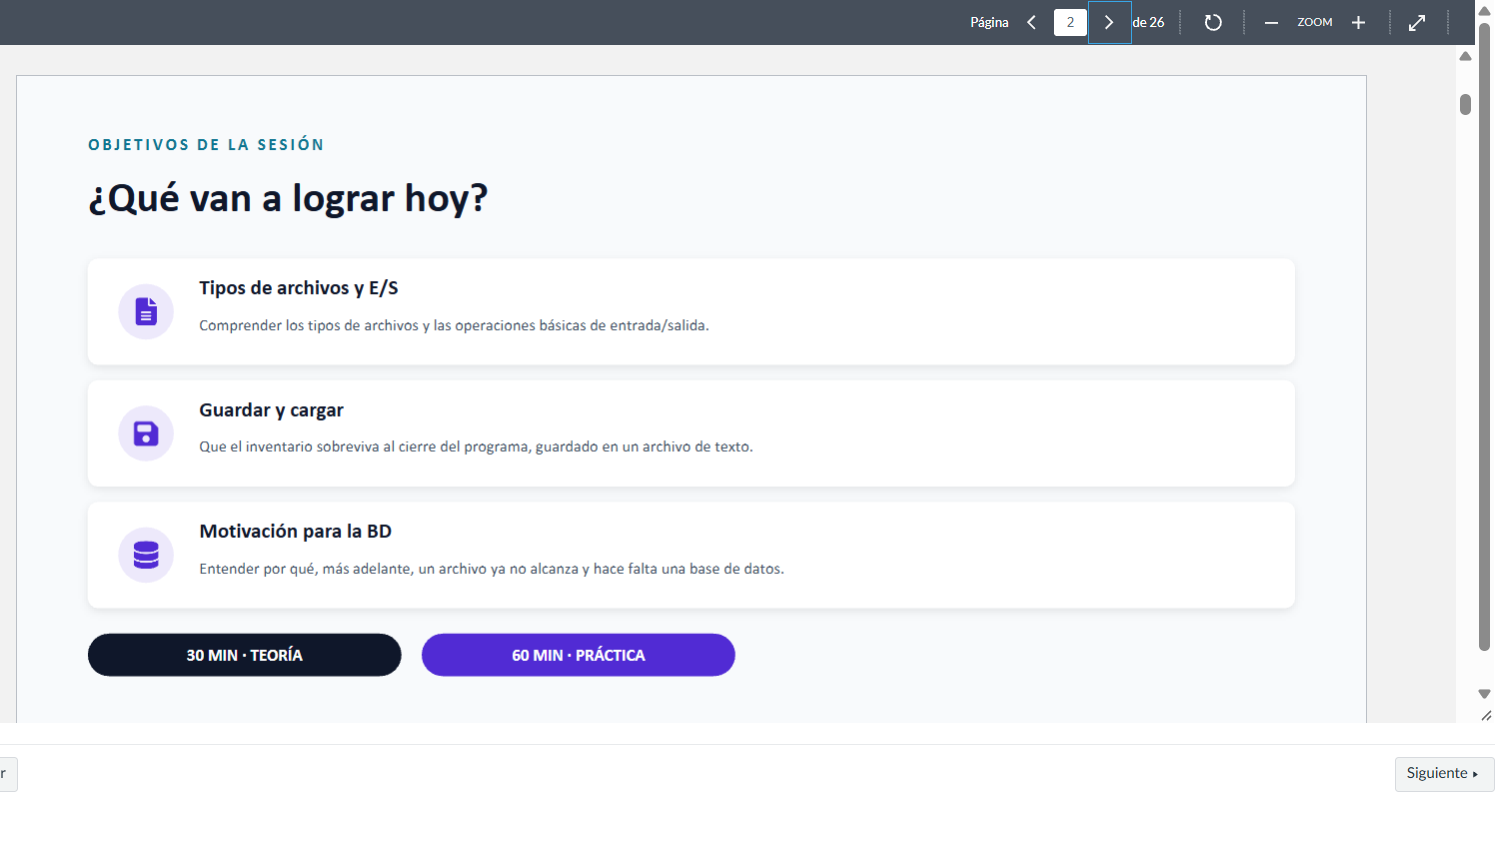 Página 2 de 26 ZOOM
OBJETIVOS DE LA SESIÓN
¿Qué van a lograr hoy?
Tipos de archivos y E/S
Comprender los tipos de archivos y las operaciones básicas de entrada/salida.
Guardar y cargar
Que el inventario sobreviva al cierre del programa, guardado en un archivo de texto.
Motivación para la BD
Entender por qué, más adelante, un archivo ya no alcanza y hace falta una base de datos.
30 MIN · TEORÍA
60 MIN · PRÁCTICA
r
Siguiente ▸